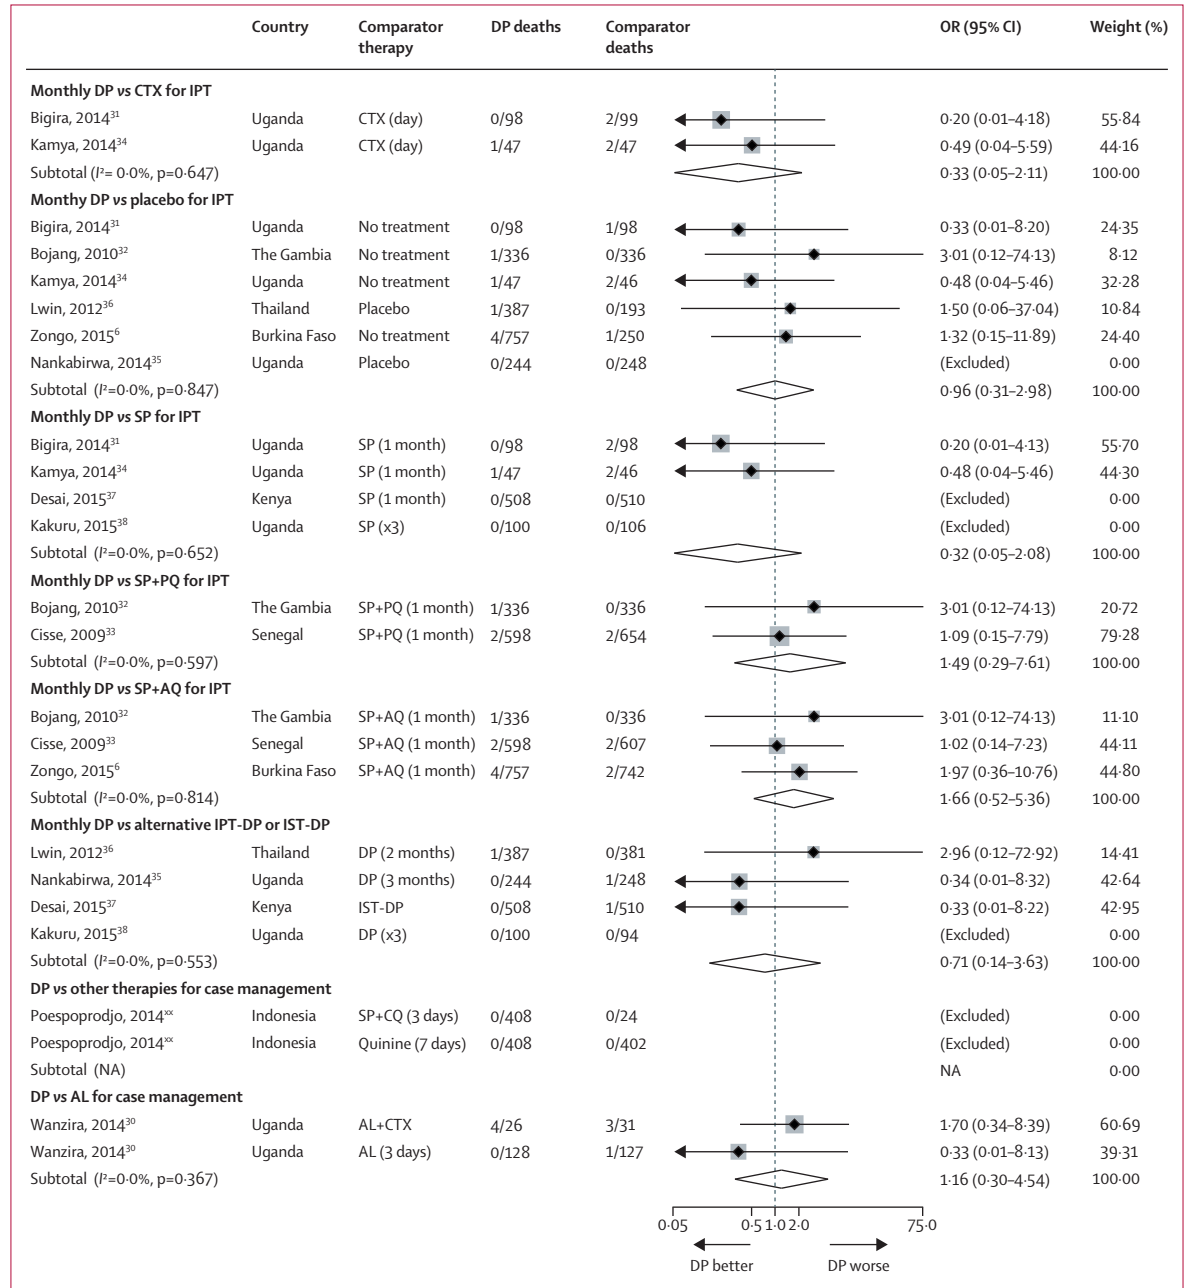 Country Comparator therapy DP deaths Comparator deaths OR (95% CI) Weight (%)
Monthly DP vs CTX for IPT
Bigira, 2014³¹ Uganda CTX (day) 0/98 2/99 0·20 (0·01–4·18) 55·84
Kamya, 2014³⁴ Uganda CTX (day) 1/47 2/47 0·49 (0·04–5·59) 44·16
Subtotal (I²= 0·0%, p=0·647) 0·33 (0·05–2·11) 100·00
Monthy DP vs placebo for IPT
Bigira, 2014³¹ Uganda No treatment 0/98 1/98 0·33 (0·01–8·20) 24·35
Bojang, 2010³² The Gambia No treatment 1/336 0/336 3·01 (0·12–74·13) 8·12
Kamya, 2014³⁴ Uganda No treatment 1/47 2/46 0·48 (0·04–5·46) 32·28
Lwin, 2012³⁶ Thailand Placebo 1/387 0/193 1·50 (0·06–37·04) 10·84
Zongo, 2015⁶ Burkina Faso No treatment 4/757 1/250 1·32 (0·15–11·89) 24·40
Nankabirwa, 2014³⁵ Uganda Placebo 0/244 0/248 (Excluded) 0·00
Subtotal (I²=0·0%, p=0·847) 0·96 (0·31–2·98) 100·00
Monthly DP vs SP for IPT
Bigira, 2014³¹ Uganda SP (1 month) 0/98 2/98 0·20 (0·01–4·13) 55·70
Kamya, 2014³⁴ Uganda SP (1 month) 1/47 2/46 0·48 (0·04–5·46) 44·30
Desai, 2015³⁷ Kenya SP (1 month) 0/508 0/510 (Excluded) 0·00
Kakuru, 2015³⁸ Uganda SP (x3) 0/100 0/106 (Excluded) 0·00
Subtotal (I²=0·0%, p=0·652) 0·32 (0·05–2·08) 100·00
Monthly DP vs SP+PQ for IPT
Bojang, 2010³² The Gambia SP+PQ (1 month) 1/336 0/336 3·01 (0·12–74·13) 20·72
Cisse, 2009³³ Senegal SP+PQ (1 month) 2/598 2/654 1·09 (0·15–7·79) 79·28
Subtotal (I²=0·0%, p=0·597) 1·49 (0·29–7·61) 100·00
Monthly DP vs SP+AQ for IPT
Bojang, 2010³² The Gambia SP+AQ (1 month) 1/336 0/336 3·01 (0·12–74·13) 11·10
Cisse, 2009³³ Senegal SP+AQ (1 month) 2/598 2/607 1·02 (0·14–7·23) 44·11
Zongo, 2015⁶ Burkina Faso SP+AQ (1 month) 4/757 2/742 1·97 (0·36–10·76) 44·80
Subtotal (I²=0·0%, p=0·814) 1·66 (0·52–5·36) 100·00
Monthly DP vs alternative IPT-DP or IST-DP
Lwin, 2012³⁶ Thailand DP (2 months) 1/387 0/381 2·96 (0·12–72·92) 14·41
Nankabirwa, 2014³⁵ Uganda DP (3 months) 0/244 1/248 0·34 (0·01–8·32) 42·64
Desai, 2015³⁷ Kenya IST-DP 0/508 1/510 0·33 (0·01–8·22) 42·95
Kakuru, 2015³⁸ Uganda DP (x3) 0/100 0/94 (Excluded) 0·00
Subtotal (I²=0·0%, p=0·553) 0·71 (0·14–3·63) 100·00
DP vs other therapies for case management
Poespoprodjo, 2014ˣˣ Indonesia SP+CQ (3 days) 0/408 0/24 (Excluded) 0·00
Poespoprodjo, 2014ˣˣ Indonesia Quinine (7 days) 0/408 0/402 (Excluded) 0·00
Subtotal (NA) NA 0·00
DP vs AL for case management
Wanzira, 2014³⁰ Uganda AL+CTX 4/26 3/31 1·70 (0·34–8·39) 60·69
Wanzira, 2014³⁰ Uganda AL (3 days) 0/128 1/127 0·33 (0·01–8·13) 39·31
Subtotal (I²=0·0%, p=0·367) 1·16 (0·30–4·54) 100·00
0·05 0·5 1·0 2·0 75·0
DP better DP worse